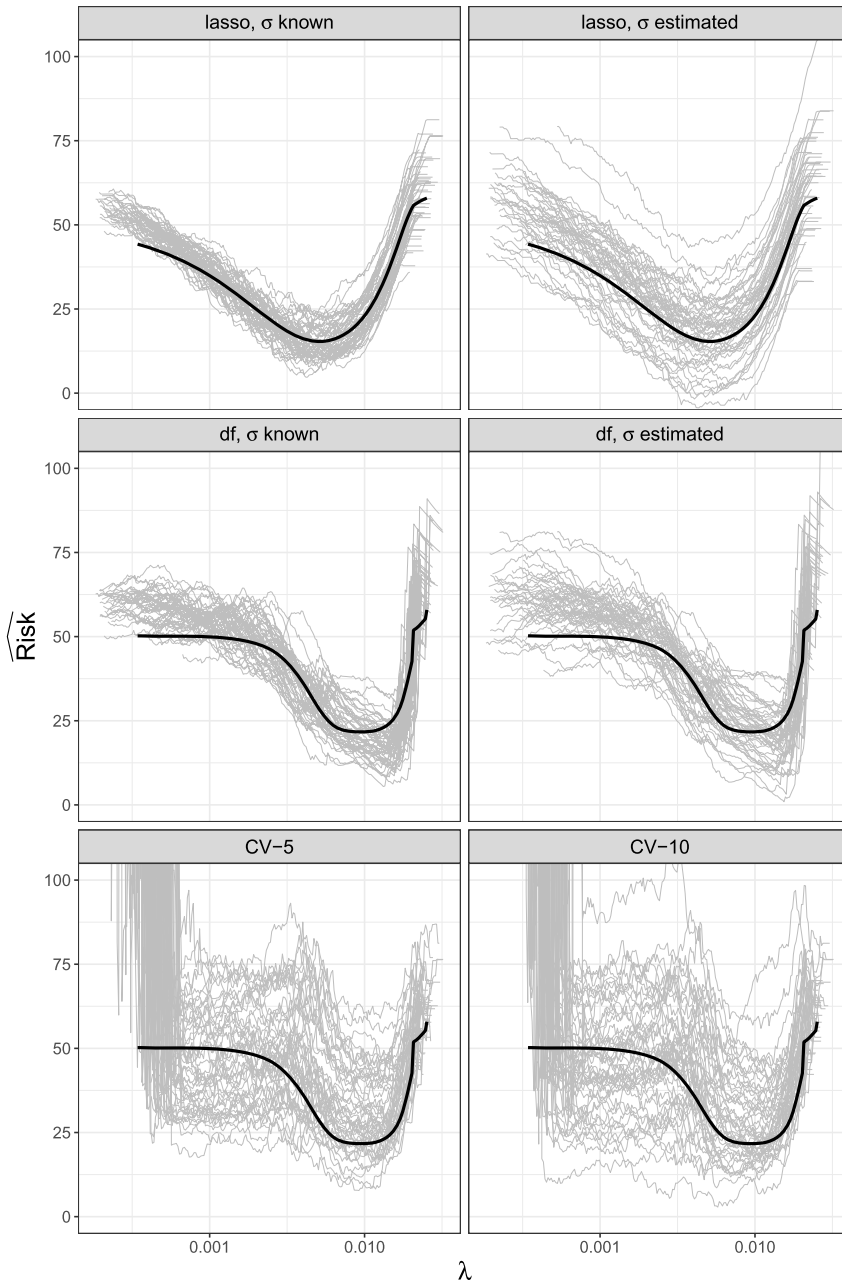 lasso, σ known
lasso, σ estimated
100
75
50
25
0
df, σ known
df, σ estimated
100
75
50
25
0
Risk
CV−5
CV−10
100
75
50
25
0
0.001
0.010
0.001
0.010
λ